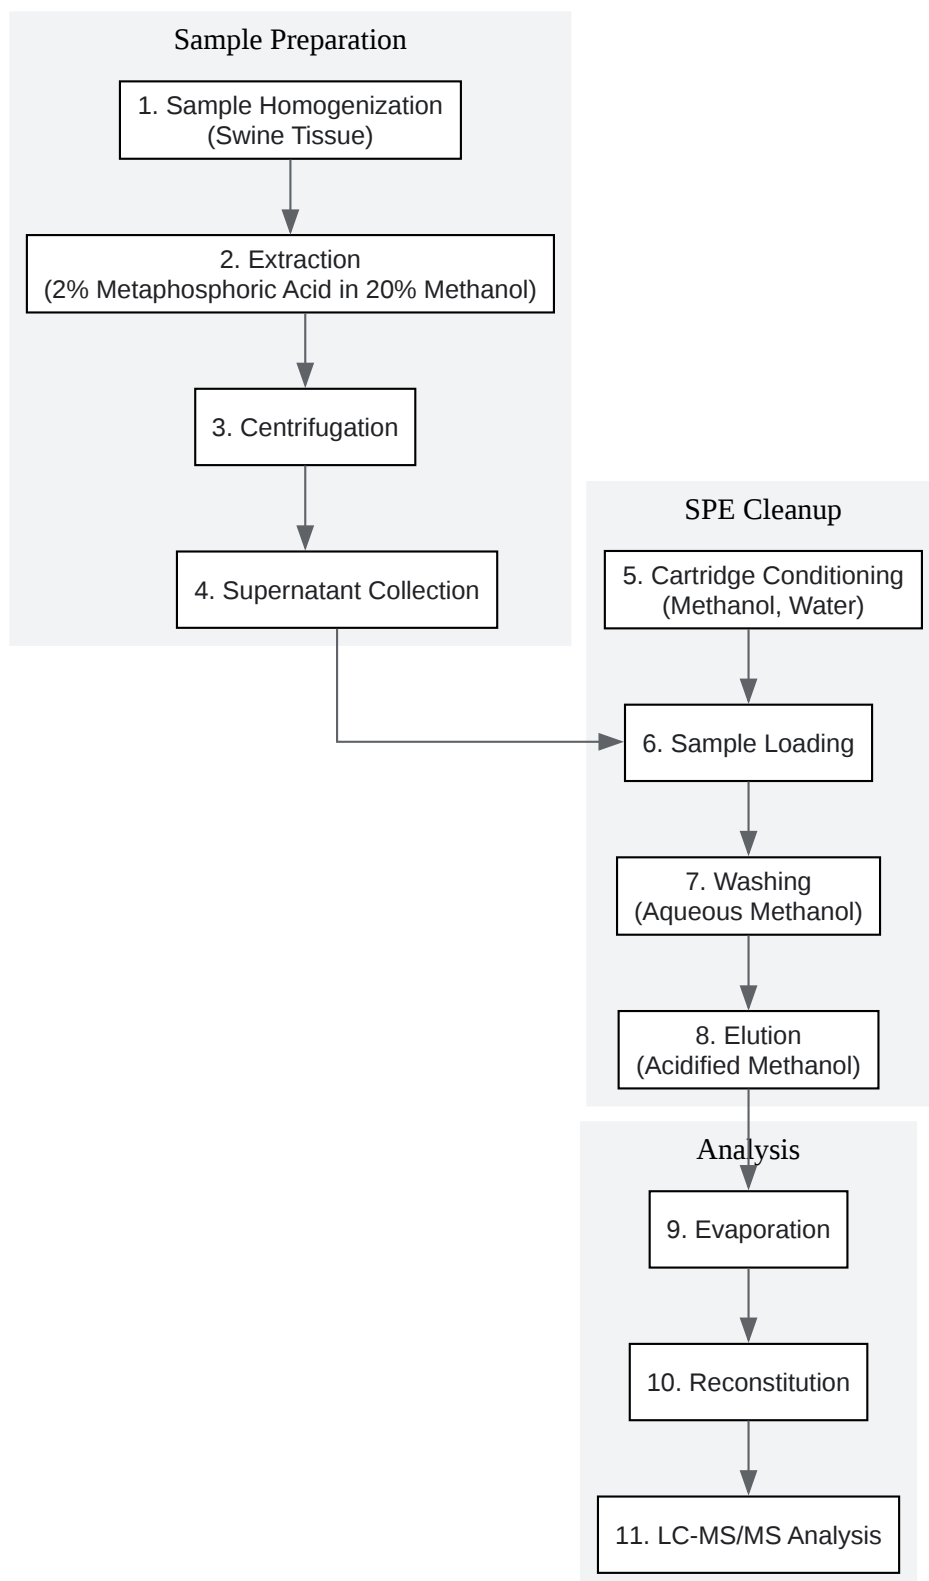 Sample Preparation
1. Sample Homogenization
(Swine Tissue)
2. Extraction
(2% Metaphosphoric Acid in 20% Methanol)
3. Centrifugation
4. Supernatant Collection
SPE Cleanup
5. Cartridge Conditioning
(Methanol, Water)
6. Sample Loading
7. Washing
(Aqueous Methanol)
8. Elution
(Acidified Methanol)
Analysis
9. Evaporation
10. Reconstitution
11. LC-MS/MS Analysis